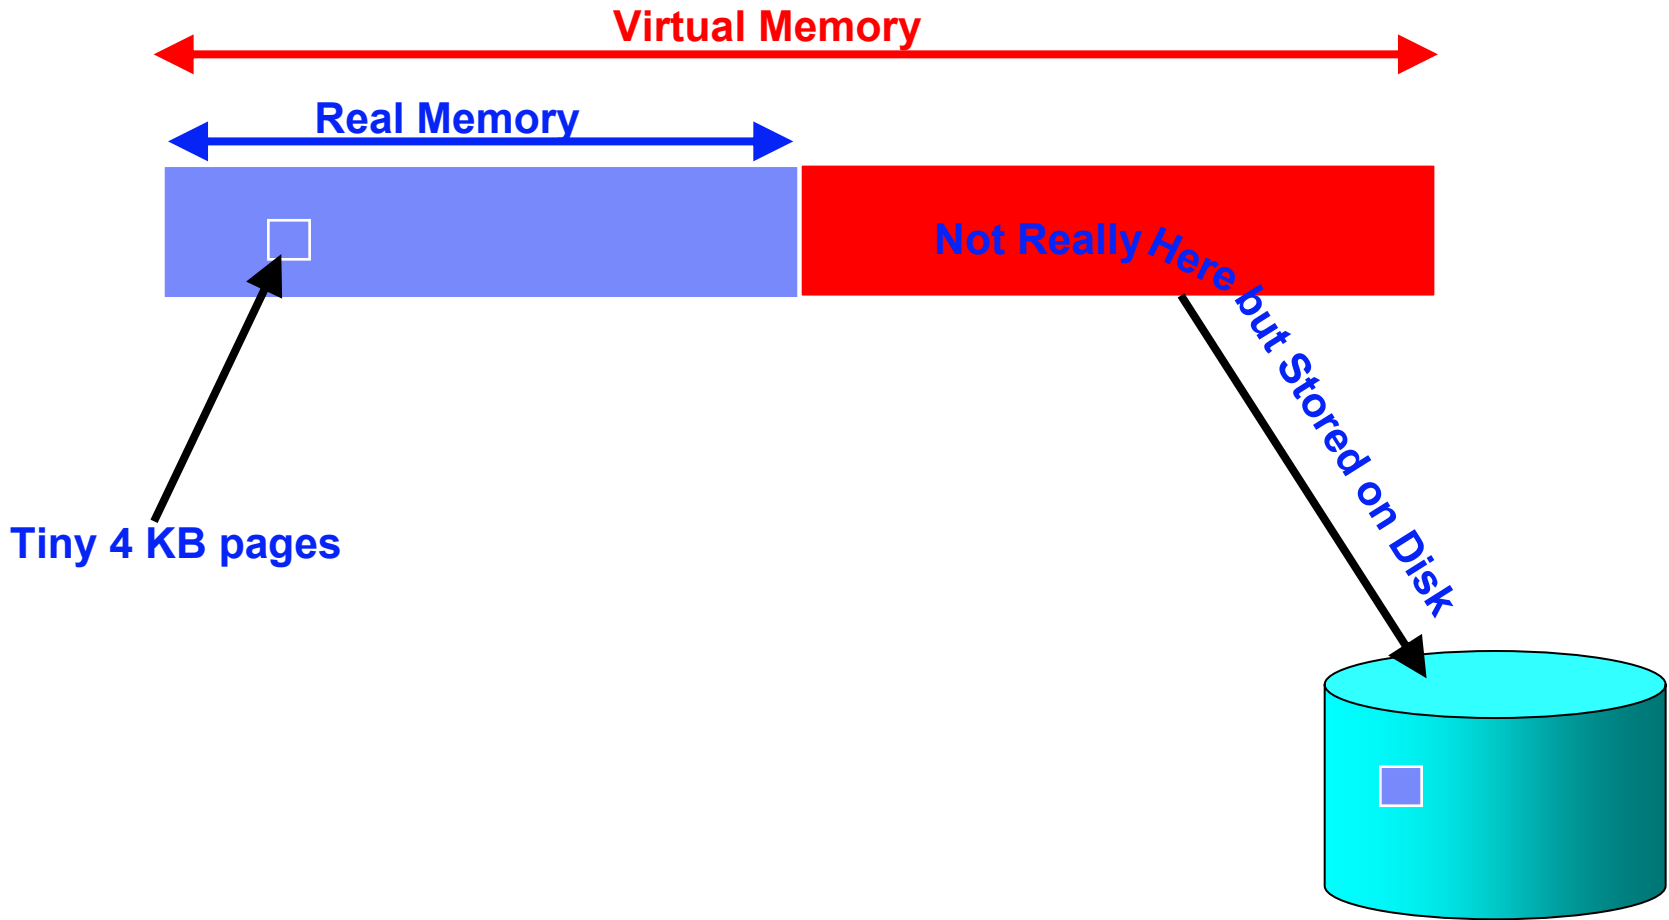 Virtual Memory
Real Memory
Not Really Here but Stored on Disk
Tiny 4 KB pages